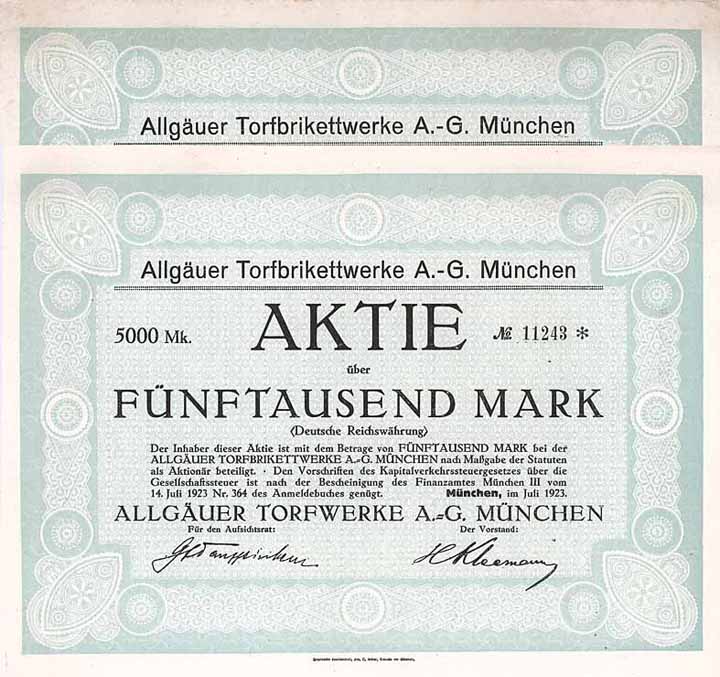 Allgäuer Torfbrikettwerke A.-G. München
Allgäuer Torfbrikettwerke A.-G. München
5000 Mk. AKTIE № 11243 *
über
FÜNFTAUSEND MARK
(Deutsche Reichswährung)
Der Inhaber dieser Aktie ist mit dem Betrage von FÜNFTAUSEND MARK bei der
ALLGÄUER TORFBRIKETTWERKE A.-G. MÜNCHEN nach Maßgabe der Statuten
als Aktionär beteiligt. · Den Vorschriften des Kapitalverkehrssteuergesetzes über die
Gesellschaftssteuer ist nach der Bescheinigung des Finanzamtes München III vom
14. Juli 1923 Nr. 364 des Anmeldebuches genügt. München, im Juli 1923.
ALLGÄUER TORFWERKE A.-G. MÜNCHEN
Für den Aufsichtsrat: Der Vorstand:
HKleemann